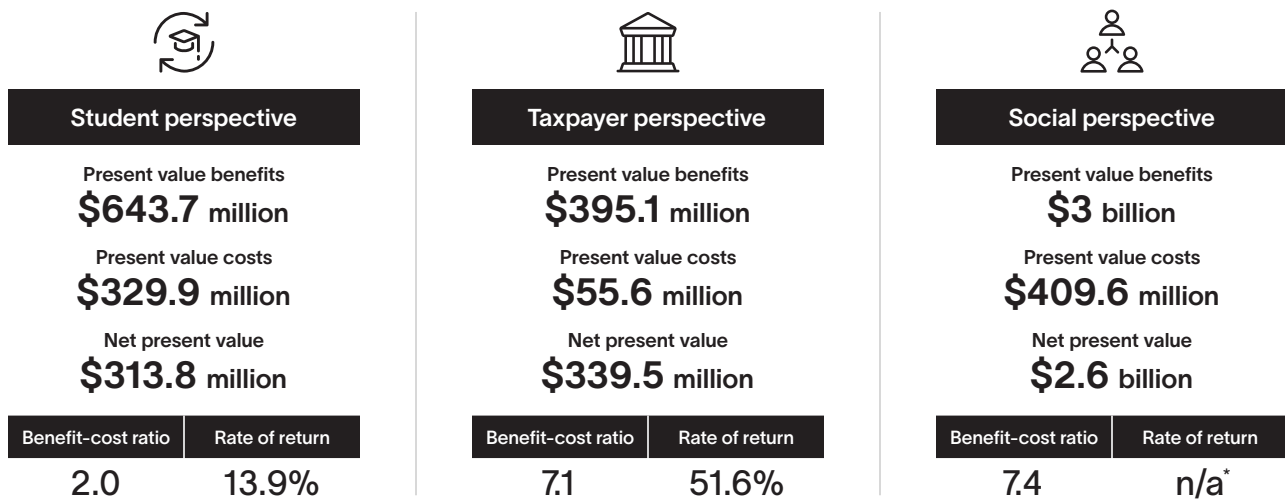 Student perspective
Present value benefits
$643.7 million
Present value costs
$329.9 million
Net present value
$313.8 million
Benefit-cost ratio Rate of return
2.0 13.9%
Taxpayer perspective
Present value benefits
$395.1 million
Present value costs
$55.6 million
Net present value
$339.5 million
Benefit-cost ratio Rate of return
7.1 51.6%
Social perspective
Present value benefits
$3 billion
Present value costs
$409.6 million
Net present value
$2.6 billion
Benefit-cost ratio Rate of return
7.4 n/a*